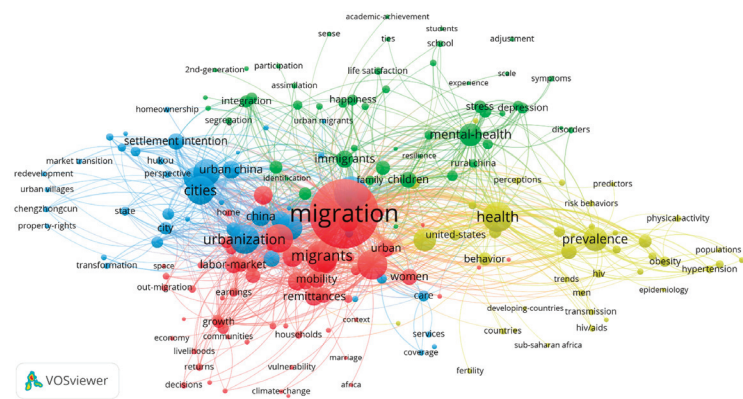 academic-achievement
students
sense
ties
school
adjustment
2nd-generation
participation
life satisfaction
experience
scale
symptoms
assimilation
integration
happiness
stress
depression
homeownership
segregation
urban migrants
mental-health
disorders
settlement intention
market transition
hukou
immigrants
resilience
rural china
redevelopment
perspective
urban china
identification
family
children
perceptions
predictors
urban villages
cities
risk behaviors
chengzhongcun
state
home
china
migration
health
physical-activity
property-rights
city
urbanization
united-states
prevalence
urban
populations
transformation
space
labor-market
migrants
behavior
obesity
hypertension
out-migration
mobility
women
trends
hiv
epidemiology
earnings
remittances
care
men
developing-countries
transmission
growth
context
economy
communities
households
services
countries
hiv/aids
livelihoods
coverage
sub-saharan africa
returns
vulnerability
marriage
fertility
decisions
climate-change
africa
VOSviewer